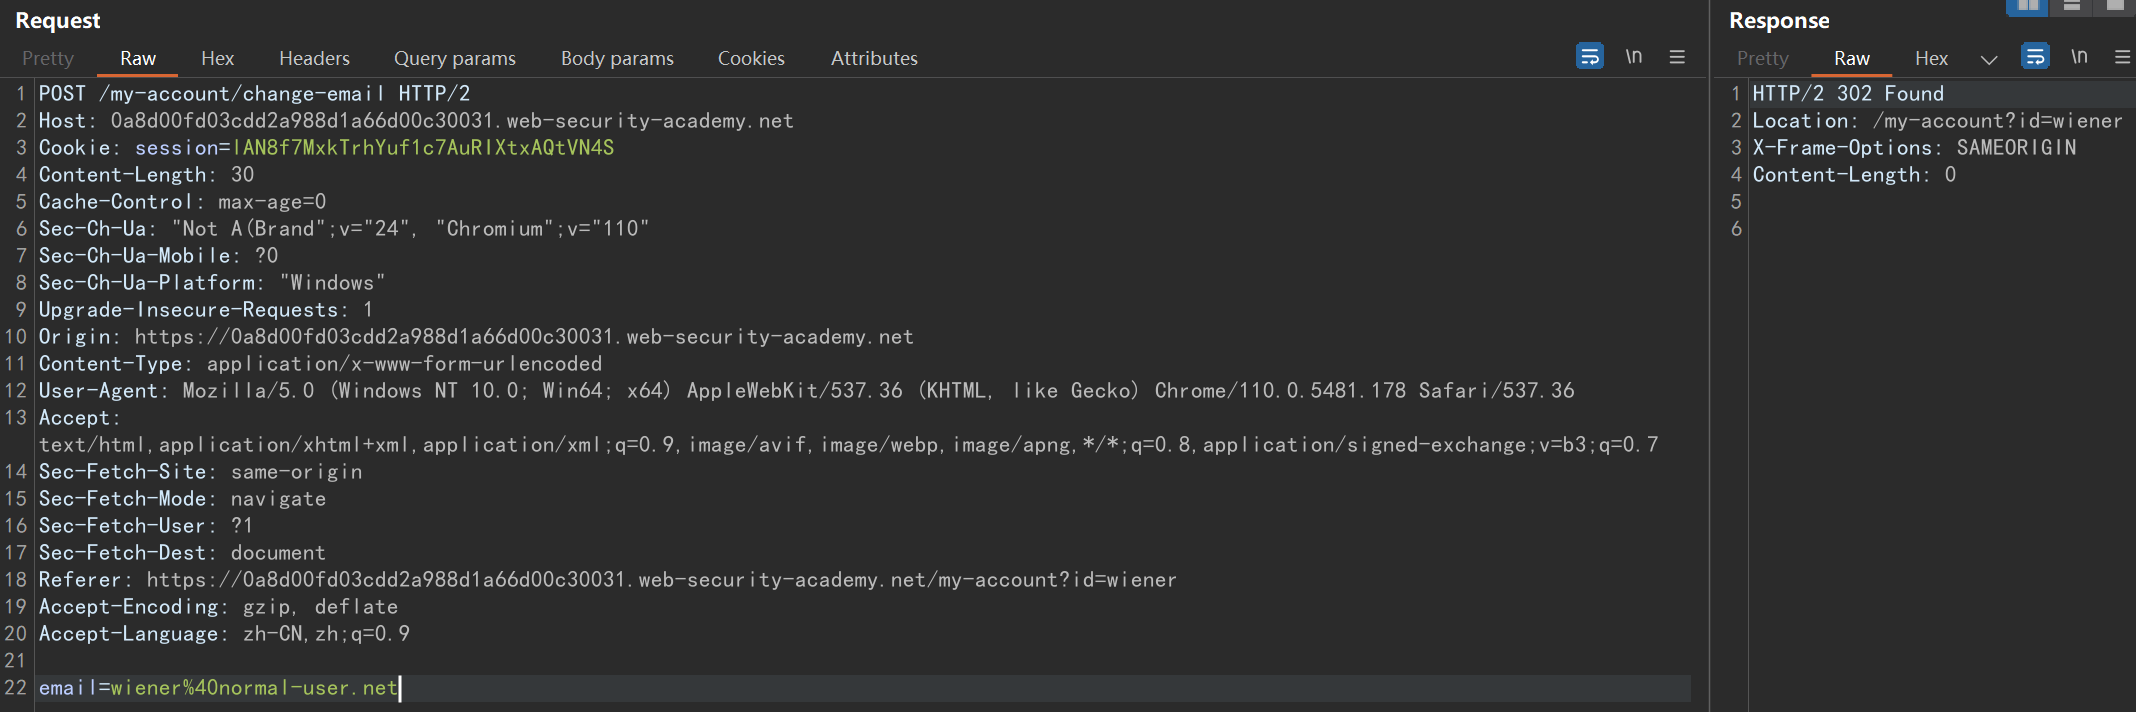 Request
Pretty Raw Hex Headers Query params Body params Cookies Attributes \n
1 POST /my-account/change-email HTTP/2
2 Host: 0a8d00fd03cdd2a988d1a66d00c30031.web-security-academy.net
3 Cookie: session=lAN8f7MxkTrhYuf1c7AuRIXtxAQtVN4S
4 Content-Length: 30
5 Cache-Control: max-age=0
6 Sec-Ch-Ua: "Not A(Brand";v="24", "Chromium";v="110"
7 Sec-Ch-Ua-Mobile: ?0
8 Sec-Ch-Ua-Platform: "Windows"
9 Upgrade-Insecure-Requests: 1
10 Origin: https://0a8d00fd03cdd2a988d1a66d00c30031.web-security-academy.net
11 Content-Type: application/x-www-form-urlencoded
12 User-Agent: Mozilla/5.0 (Windows NT 10.0; Win64; x64) AppleWebKit/537.36 (KHTML, like Gecko) Chrome/110.0.5481.178 Safari/537.36
13 Accept:
text/html,application/xhtml+xml,application/xml;q=0.9,image/avif,image/webp,image/apng,*/*;q=0.8,application/signed-exchange;v=b3;q=0.7
14 Sec-Fetch-Site: same-origin
15 Sec-Fetch-Mode: navigate
16 Sec-Fetch-User: ?1
17 Sec-Fetch-Dest: document
18 Referer: https://0a8d00fd03cdd2a988d1a66d00c30031.web-security-academy.net/my-account?id=wiener
19 Accept-Encoding: gzip, deflate
20 Accept-Language: zh-CN,zh;q=0.9
21
22 email=wiener%40normal-user.net
Response
Pretty Raw Hex \n
1 HTTP/2 302 Found
2 Location: /my-account?id=wiener
3 X-Frame-Options: SAMEORIGIN
4 Content-Length: 0
5
6